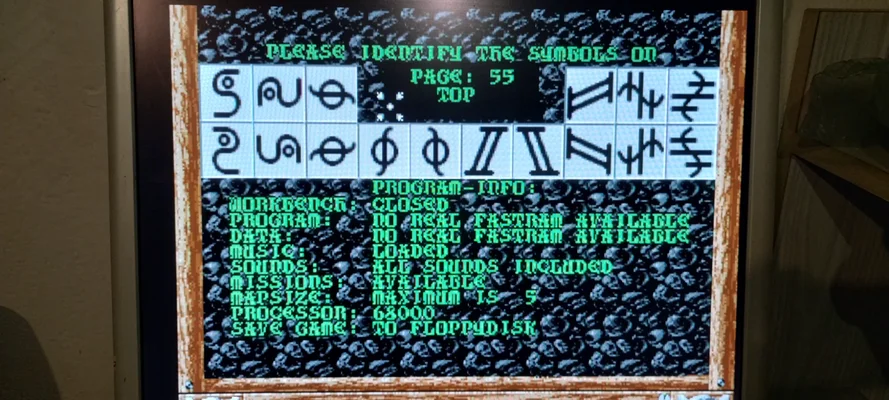 PLEASE IDENTIFY THE SYMBOLS ON
PAGE: 55
TOP
PROGRAM-INFO:
WORKBENCH: CLOSED
PROGRAM: NO REAL FASTRAM AVAILABLE
DATA: NO REAL FASTRAM AVAILABLE
MUSIC: LOADED
SOUNDS: ALL SOUNDS INCLUDED
MISSIONS: AVAILABLE
MAPSIZE: MAXIMUM IS 5
PROCESSOR: 68000
SAVE GAME: TO FLOPPYDISK